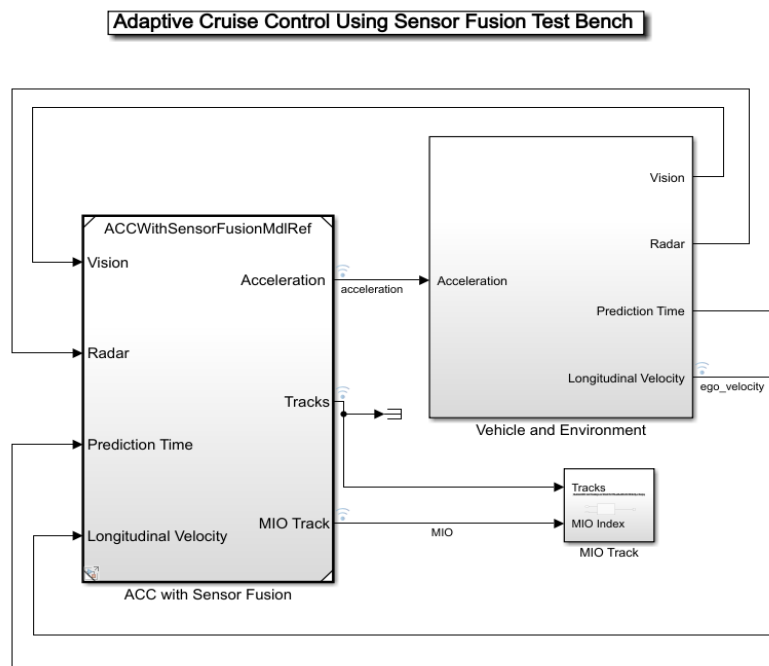 Adaptive Cruise Control Using Sensor Fusion Test Bench
ACCWithSensorFusionMdlRef
Vision
Radar
Prediction Time
Longitudinal Velocity
Acceleration
Tracks
MIO Track
ACC with Sensor Fusion
acceleration
MIO
Acceleration
Vision
Radar
Prediction Time
Longitudinal Velocity
Vehicle and Environment
ego_velocity
Tracks
MIO Index
MIO Track